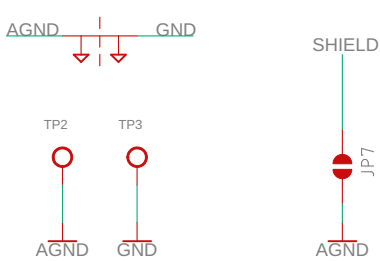 AGND GND
SHIELD
TP2 TP3
JP7
AGND GND AGND